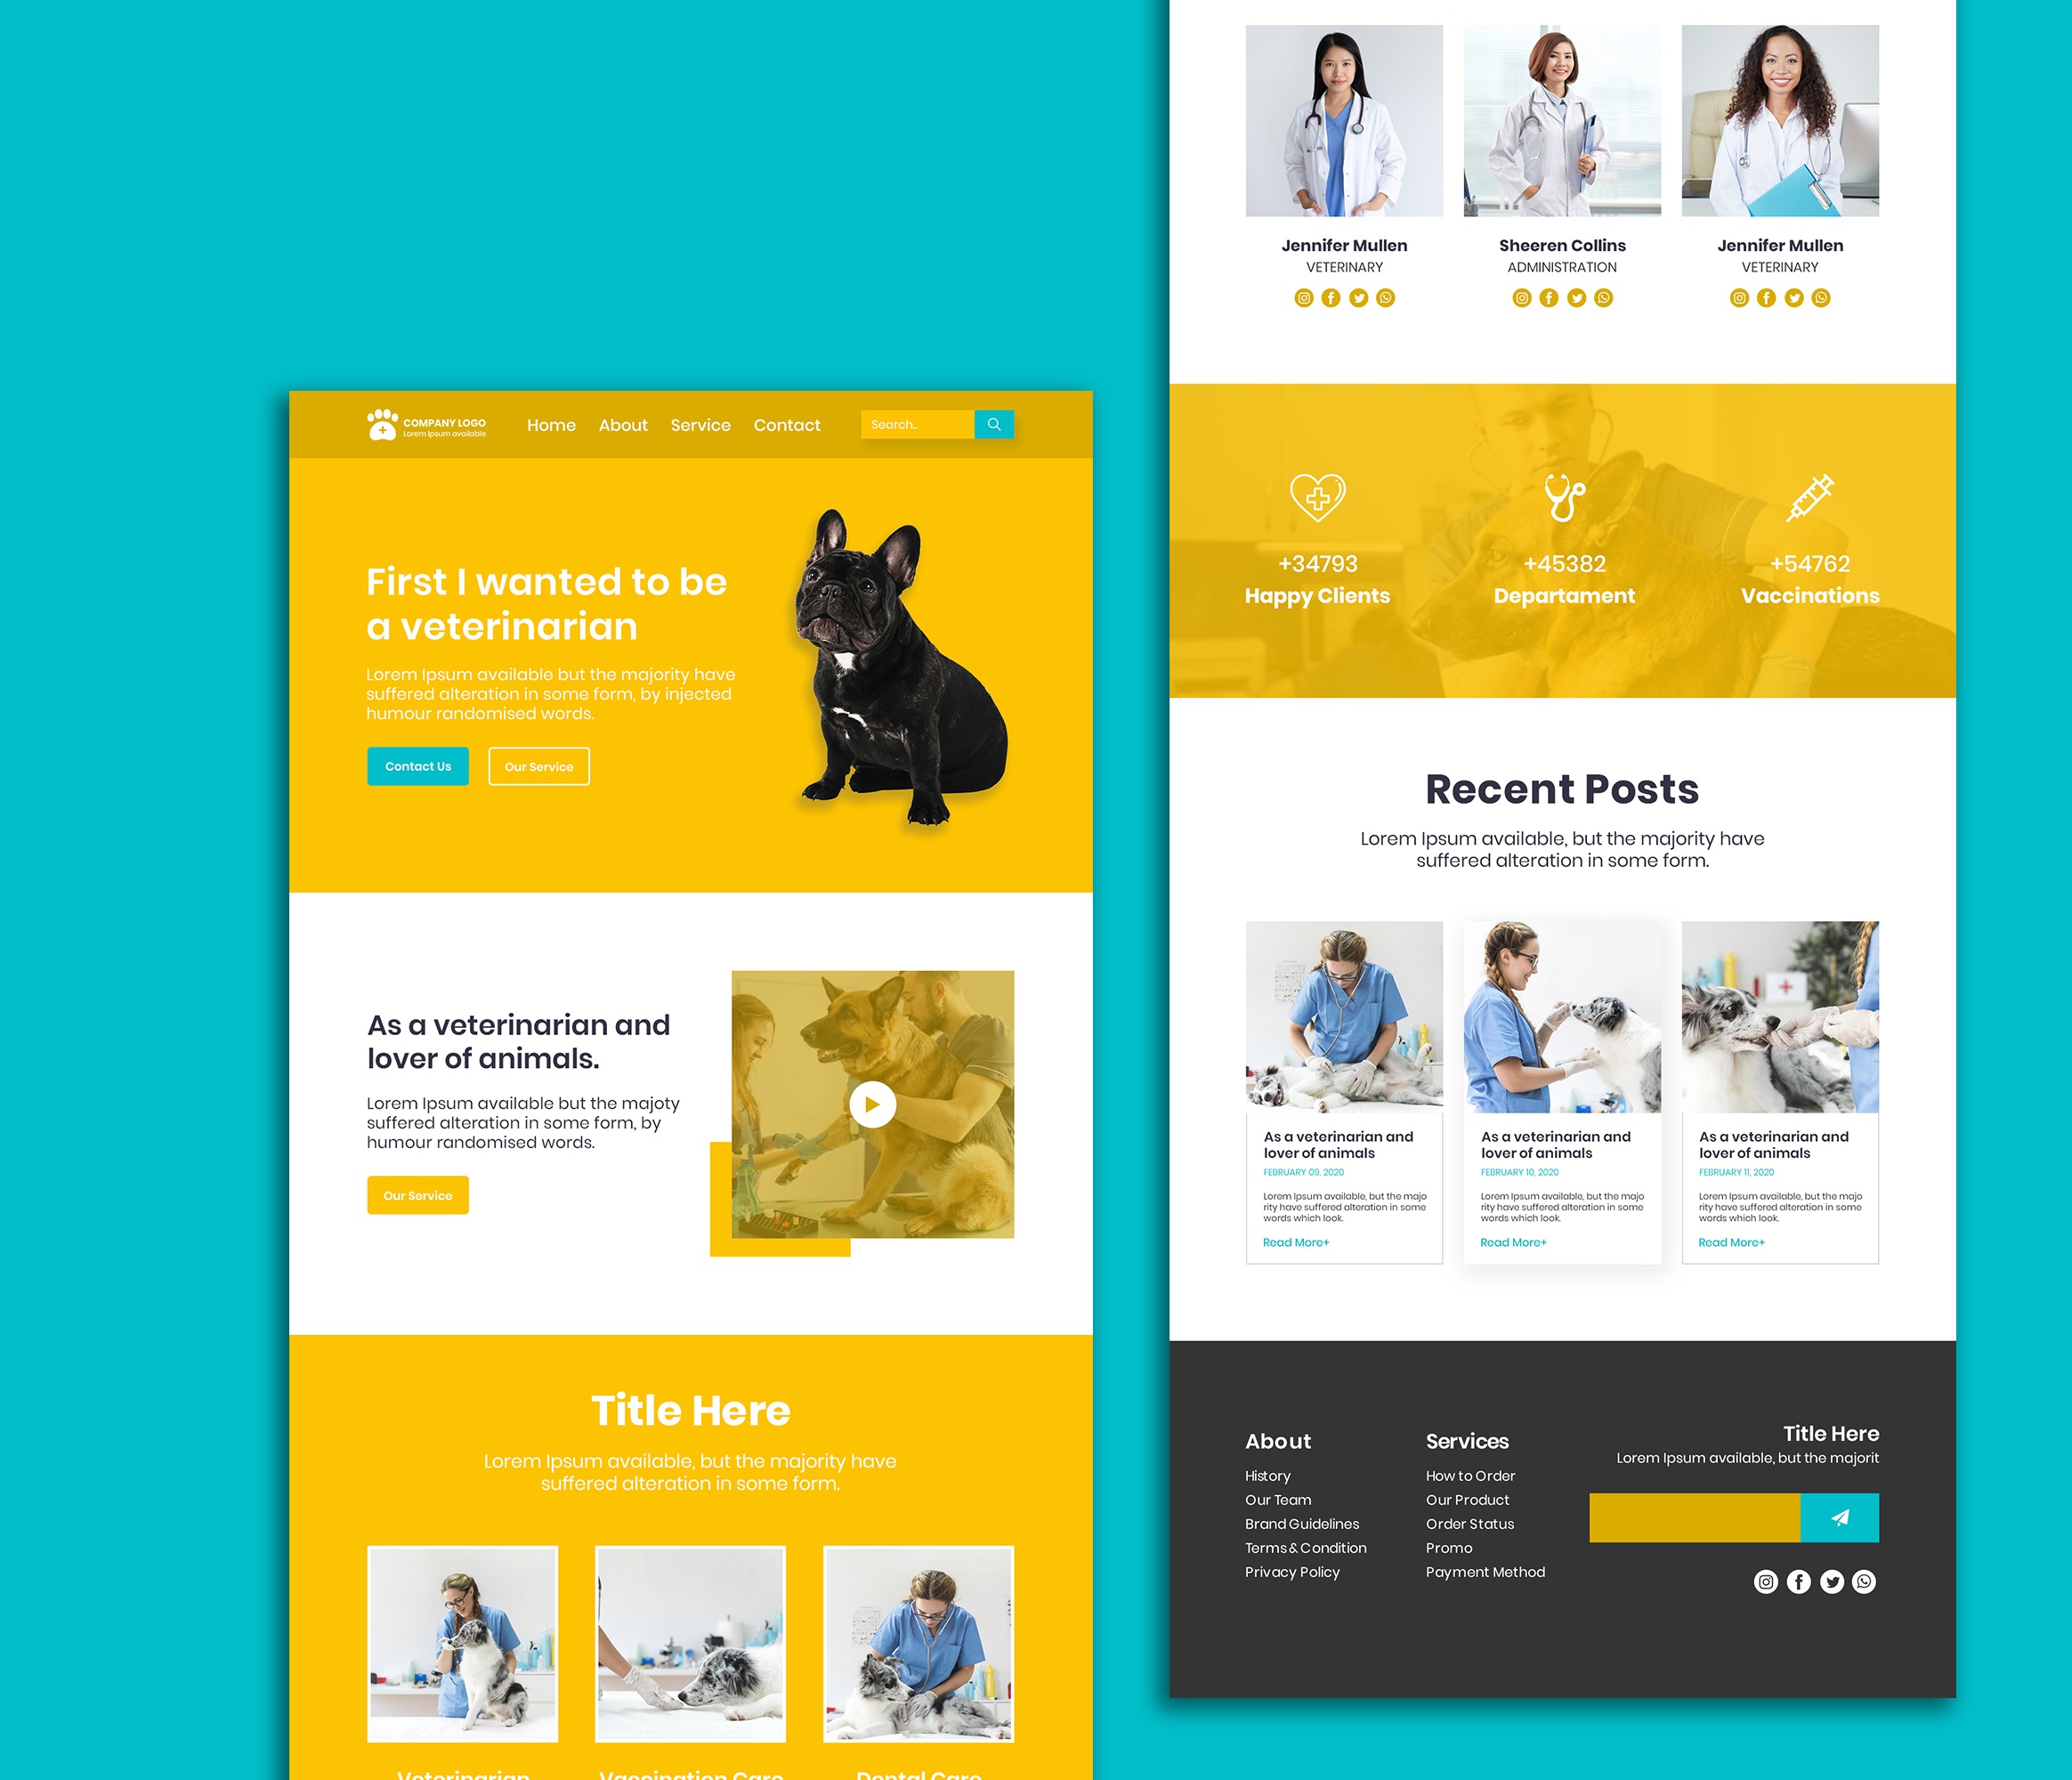 COMPANY LOGO
Lorem Ipsum available
Home
About
Service
Contact
Search..
First I wanted to be
a veterinarian
Lorem Ipsum available but the majority have
suffered alteration in some form, by injected
humour randomised words.
Contact Us
Our Service
As a veterinarian and
lover of animals.
Lorem Ipsum available but the majoty
suffered alteration in some form, by
humour randomised words.
Our Service
Title Here
Lorem Ipsum available, but the majority have
suffered alteration in some form.
Veterinarian
Vaccination Care
Dental Care
Jennifer Mullen
VETERINARY
Sheeren Collins
ADMINISTRATION
Jennifer Mullen
VETERINARY
+34793
Happy Clients
+45382
Departament
+54762
Vaccinations
Recent Posts
Lorem Ipsum available, but the majority have
suffered alteration in some form.
As a veterinarian and
lover of animals
FEBRUARY 09, 2020
Lorem Ipsum available, but the majo
rity have suffered alteration in some
words which look.
Read More+
As a veterinarian and
lover of animals
FEBRUARY 10, 2020
Lorem Ipsum available, but the majo
rity have suffered alteration in some
words which look.
Read More+
As a veterinarian and
lover of animals
FEBRUARY 11, 2020
Lorem Ipsum available, but the majo
rity have suffered alteration in some
words which look.
Read More+
About
History
Our Team
Brand Guidelines
Terms & Condition
Privacy Policy
Services
How to Order
Our Product
Order Status
Promo
Payment Method
Title Here
Lorem Ipsum available, but the majorit